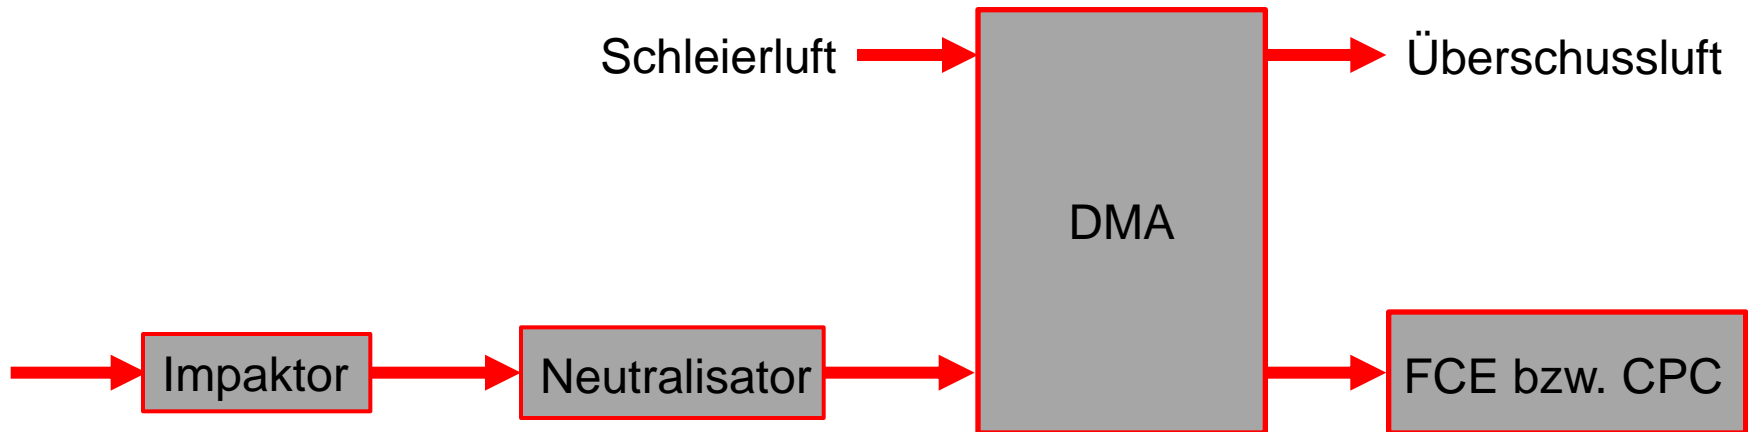 Schleierluft
Überschussluft
DMA
Impaktor
Neutralisator
FCE bzw. CPC